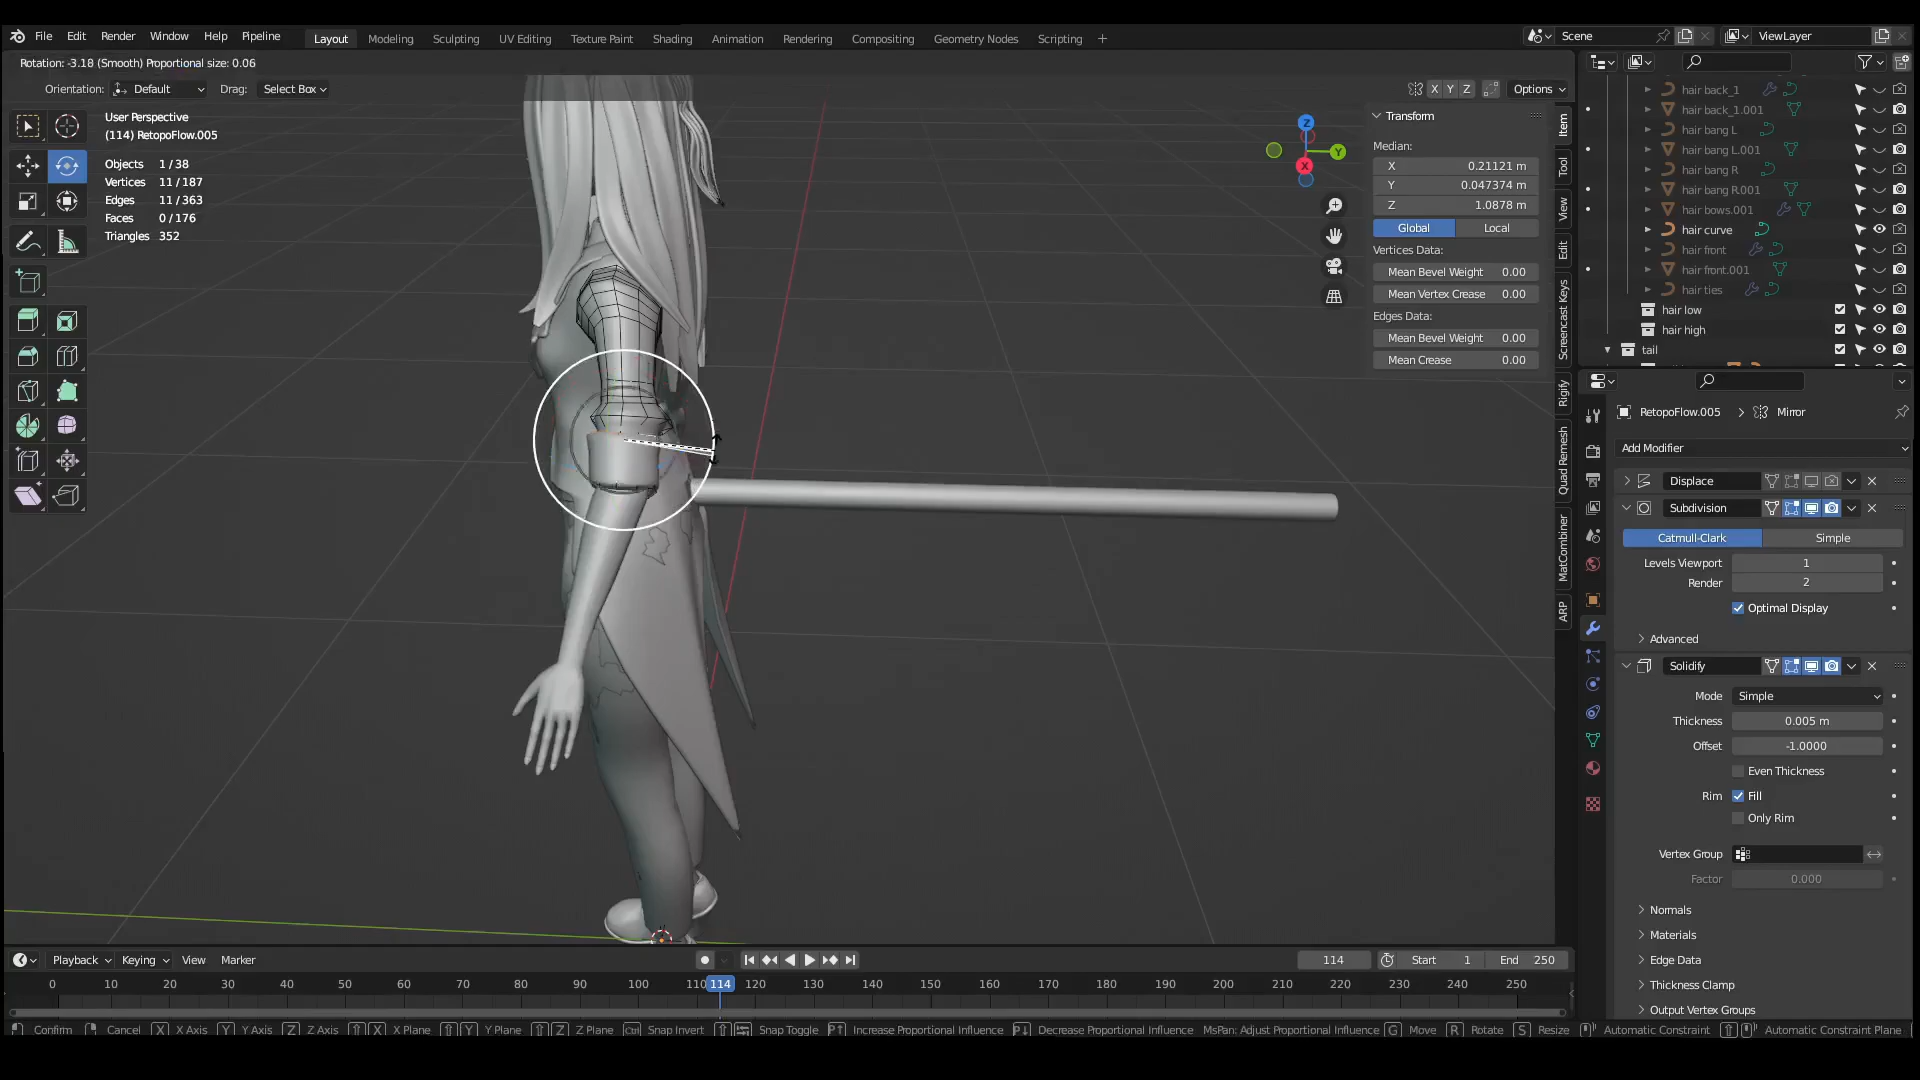 File Edit Render Window Help Pipeline Layout Modeling Sculpting UV Editing Texture Paint Shading Animation Rendering Compositing Geometry Nodes Scripting + Scene ViewLayer
Rotation: -3.18 (Smooth) Proportional size: 0.06
Orientation: Default Drag: Select Box X Y Z Options
User Perspective
(114) RetopoFlow.005
Objects 1 / 38
Vertices 11 / 187
Edges 11 / 363
Faces 0 / 176
Triangles 352
Z
Y
X
Transform
Median:
X 0.21121 m
Y 0.047374 m
Z 1.0878 m
Global Local
Vertices Data:
Mean Bevel Weight 0.00
Mean Vertex Crease 0.00
Edges Data:
Mean Bevel Weight 0.00
Mean Crease 0.00
Item
Tool
View
Edit
Screencast Keys
Rigify
Quad Remesh
MatCombiner
ARP
hair back_1
hair back_1.001
hair bang L
hair bang L.001
hair bang R
hair bang R.001
hair bows.001
hair curve
hair front
hair front.001
hair ties
hair low
hair high
tail
RetopoFlow.005 > Mirror
Add Modifier
Displace
Subdivision
Catmull-Clark Simple
Levels Viewport 1
Render 2
Optimal Display
Advanced
Solidify
Mode Simple
Thickness 0.005 m
Offset -1.0000
Even Thickness
Rim Fill
Only Rim
Vertex Group
Factor 0.000
Normals
Materials
Edge Data
Thickness Clamp
Output Vertex Groups
Playback Keying View Marker 114 Start 1 End 250
0 10 20 30 40 50 60 70 80 90 100 110 114 120 130 140 150 160 170 180 190 200 210 220 230 240 250
Confirm Cancel X X Axis Y Y Axis Z Z Axis X X Plane Y Y Plane Z Z Plane Ctrl Snap Invert Snap Toggle P↑ Increase Proportional Influence P↓ Decrease Proportional Influence MsPan: Adjust Proportional Influence G Move R Rotate S Resize Automatic Constraint Automatic Constraint Plane